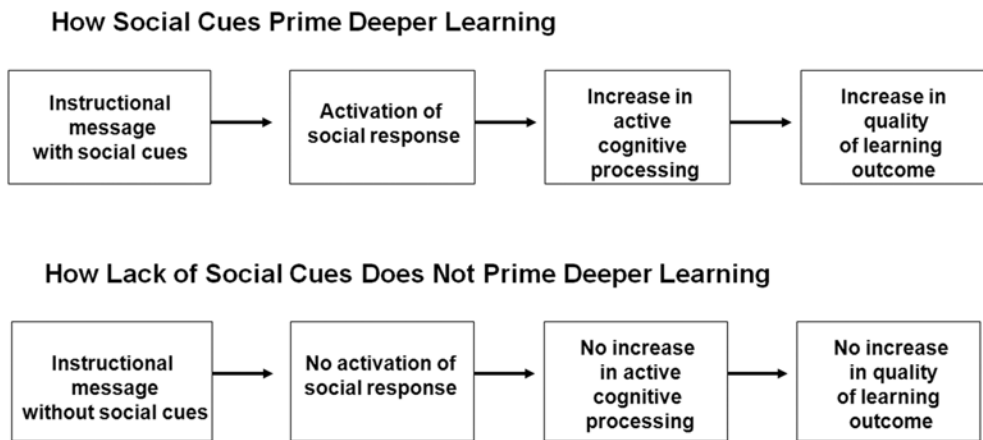 How Social Cues Prime Deeper Learning
Instructional
message
with social cues
Activation of
social response
Increase in
active
cognitive
processing
Increase in
quality
of learning
outcome
How Lack of Social Cues Does Not Prime Deeper Learning
Instructional
message
without social cues
No activation of
social response
No increase
in active
cognitive
processing
No increase
in quality
of learning
outcome